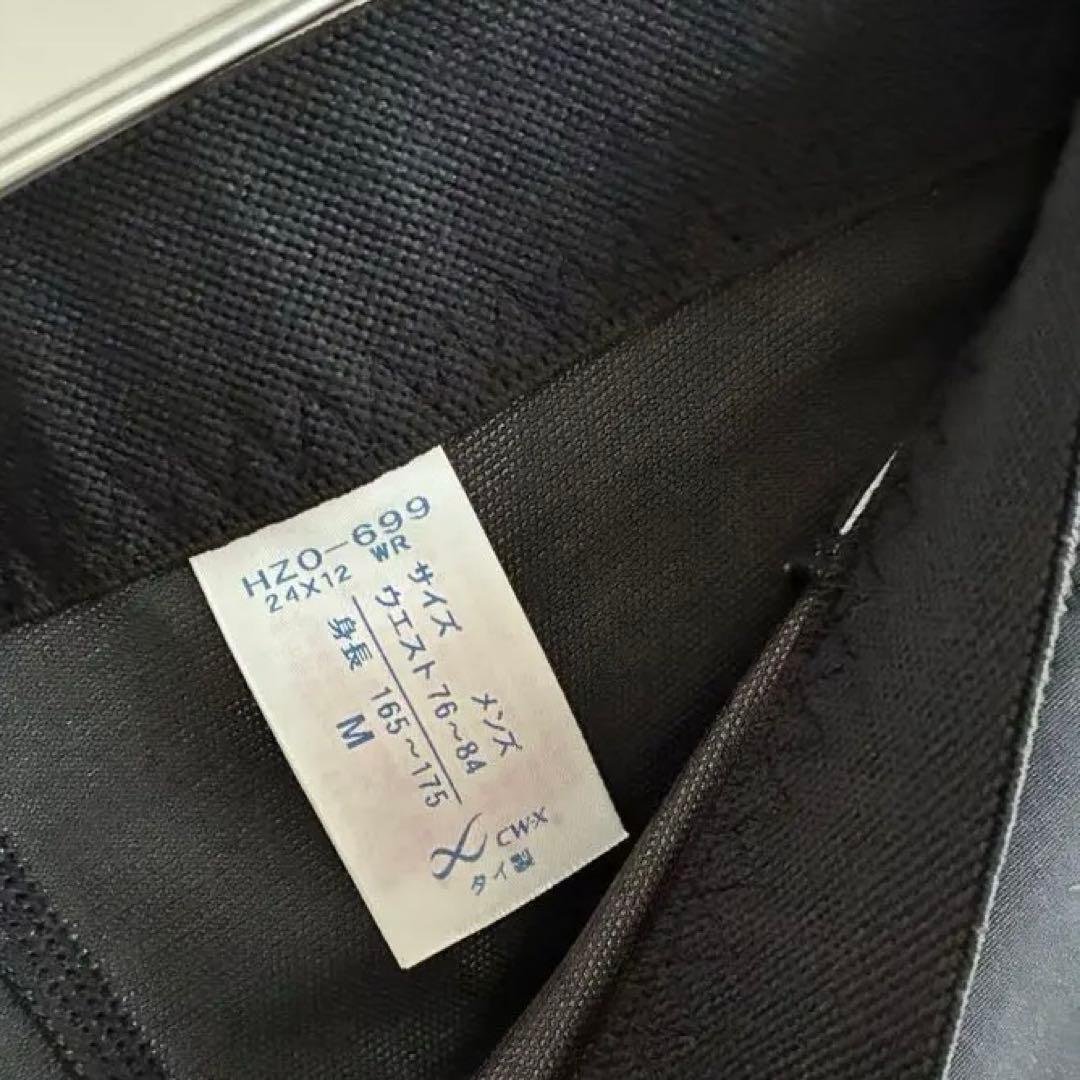 HZO-699
24X12 WR
サイズ メンズ
ウエスト76~84
身長 165~175
M
CW-X
タイ製